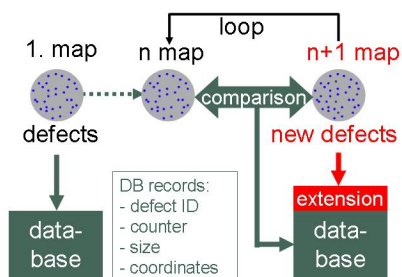 loop
1. map
n map
n+1 map
comparison
defects
new defects
DB records:
- defect ID
- counter
- size
- coordinates
extension
data-
base
data-
base